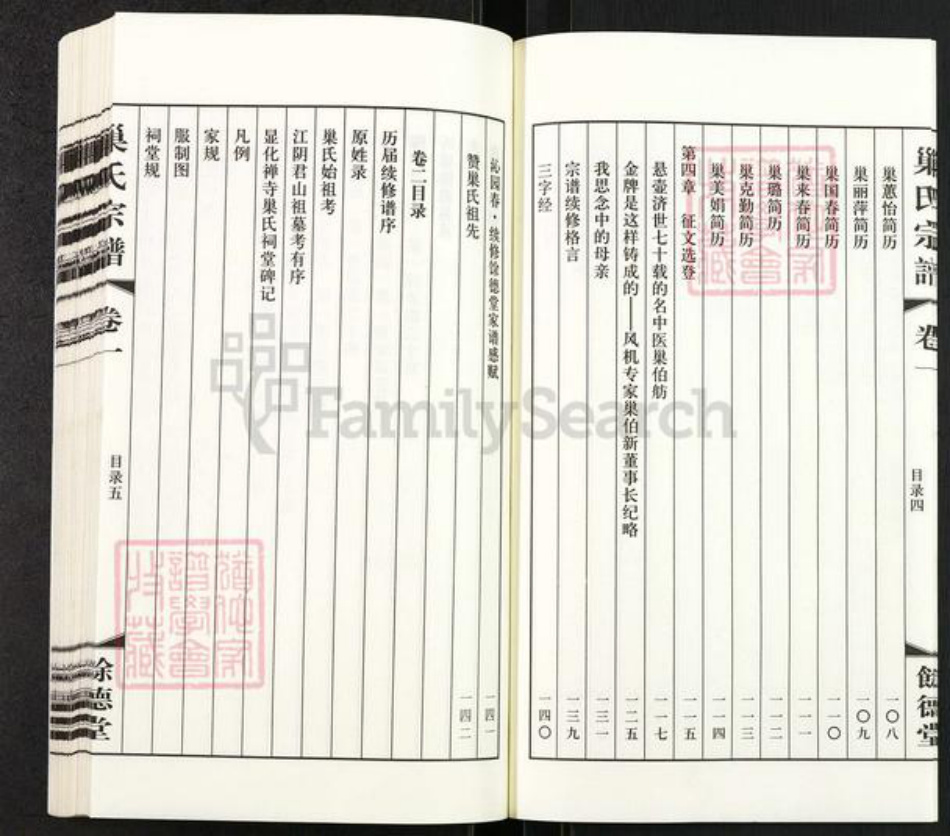 巢氏宗譜 卷一 目录四 馀德堂
巢蕙怡简历 一〇八
巢丽萍简历 一〇九
巢国春简历 一一〇
巢来春简历 一一一
巢璐简历 一一二
巢克勤简历 一一三
巢美娟简历 一一四
第四章 征文选登 一一五
悬壶济世七十载的名中医巢伯舫 一一七
金牌是这样铸成的——风机专家巢伯新董事长纪略 一二五
我思念中的母亲 一三一
宗谱续修格言 一三九
三字经 一四〇
沁园春·续修馀德堂家谱感赋 一四一
赞巢氏祖先 一四二
卷二目录
历届续修谱序
原姓录
巢氏始祖考
江阴君山祖墓考有序
显化禅寺巢氏祠堂碑记
凡例
家规
服制图
祠堂规
巢氏宗譜 卷一 目录五 馀德堂
FamilySearch